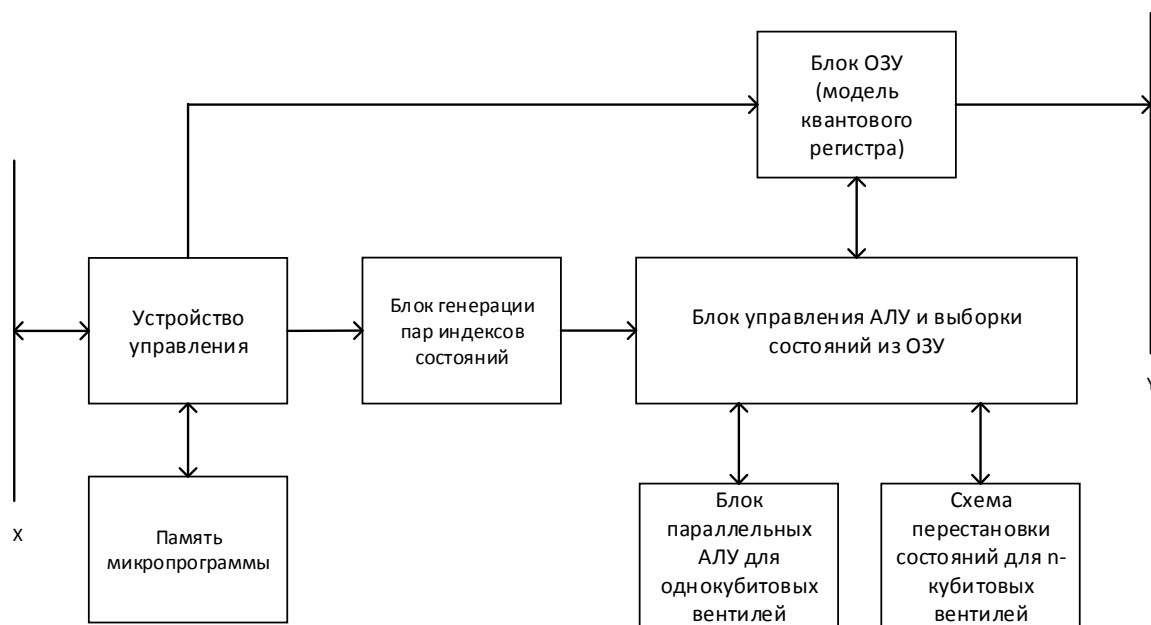 Блок ОЗУ
(модель
квантового
регистра)
Устройство
управления
Блок генерации
пар индексов
состояний
Блок управления АЛУ и выборки
состояний из ОЗУ
Y
X
Память
микропрограммы
Блок
параллельных
АЛУ для
однокубитовых
вентилей
Схема
перестановки
состояний для n-
кубитовых
вентилей